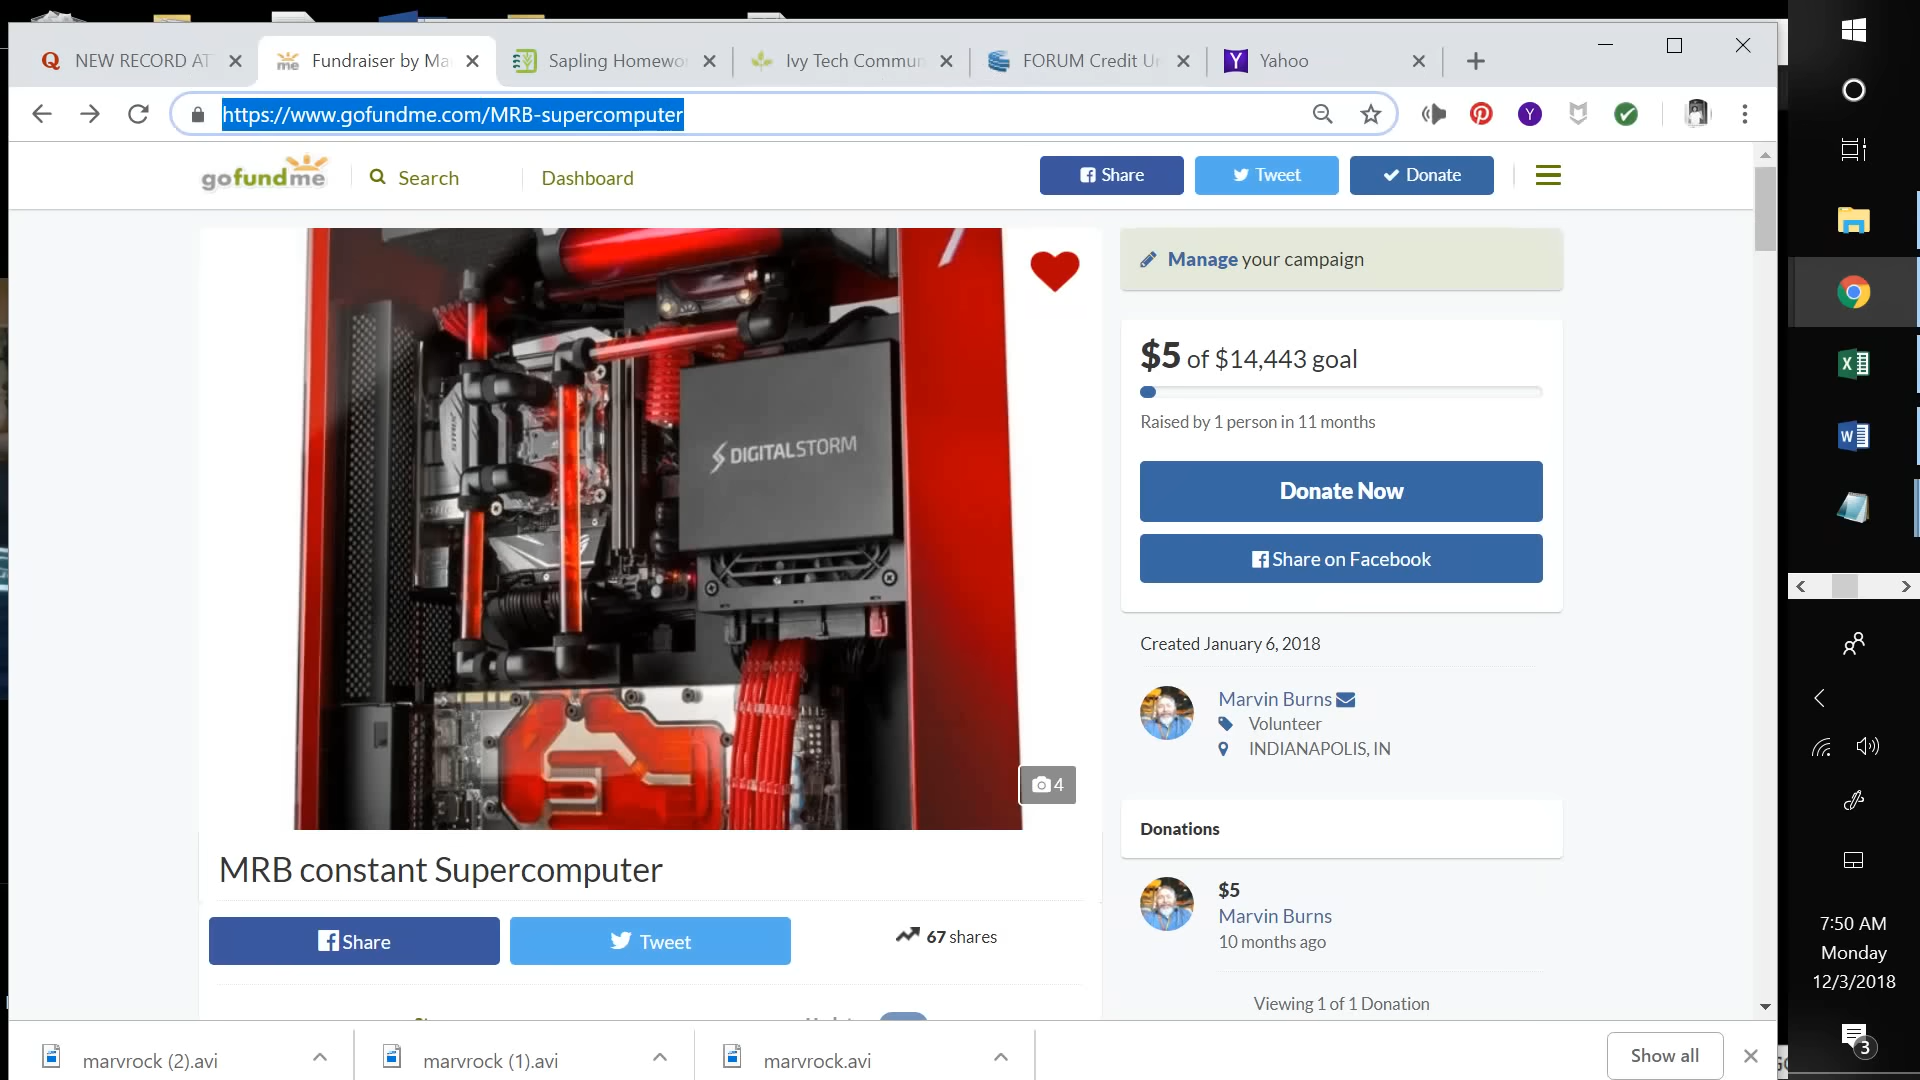 NEW RECORD AT
Fundraiser by Ma
Sapling Homewo
Ivy Tech Commun
FORUM Credit Un
Yahoo
https://www.gofundme.com/MRB-supercomputer
gofundme
Search
Dashboard
Share
Tweet
Donate
DIGITALSTORM
4
Manage your campaign
$5 of $14,443 goal
Raised by 1 person in 11 months
Donate Now
Share on Facebook
Created January 6, 2018
Marvin Burns
Volunteer
INDIANAPOLIS, IN
Donations
$5
Marvin Burns
10 months ago
Viewing 1 of 1 Donation
MRB constant Supercomputer
Share
Tweet
67 shares
marvrock (2).avi
marvrock (1).avi
marvrock.avi
Show all
7:50 AM
Monday
12/3/2018
3